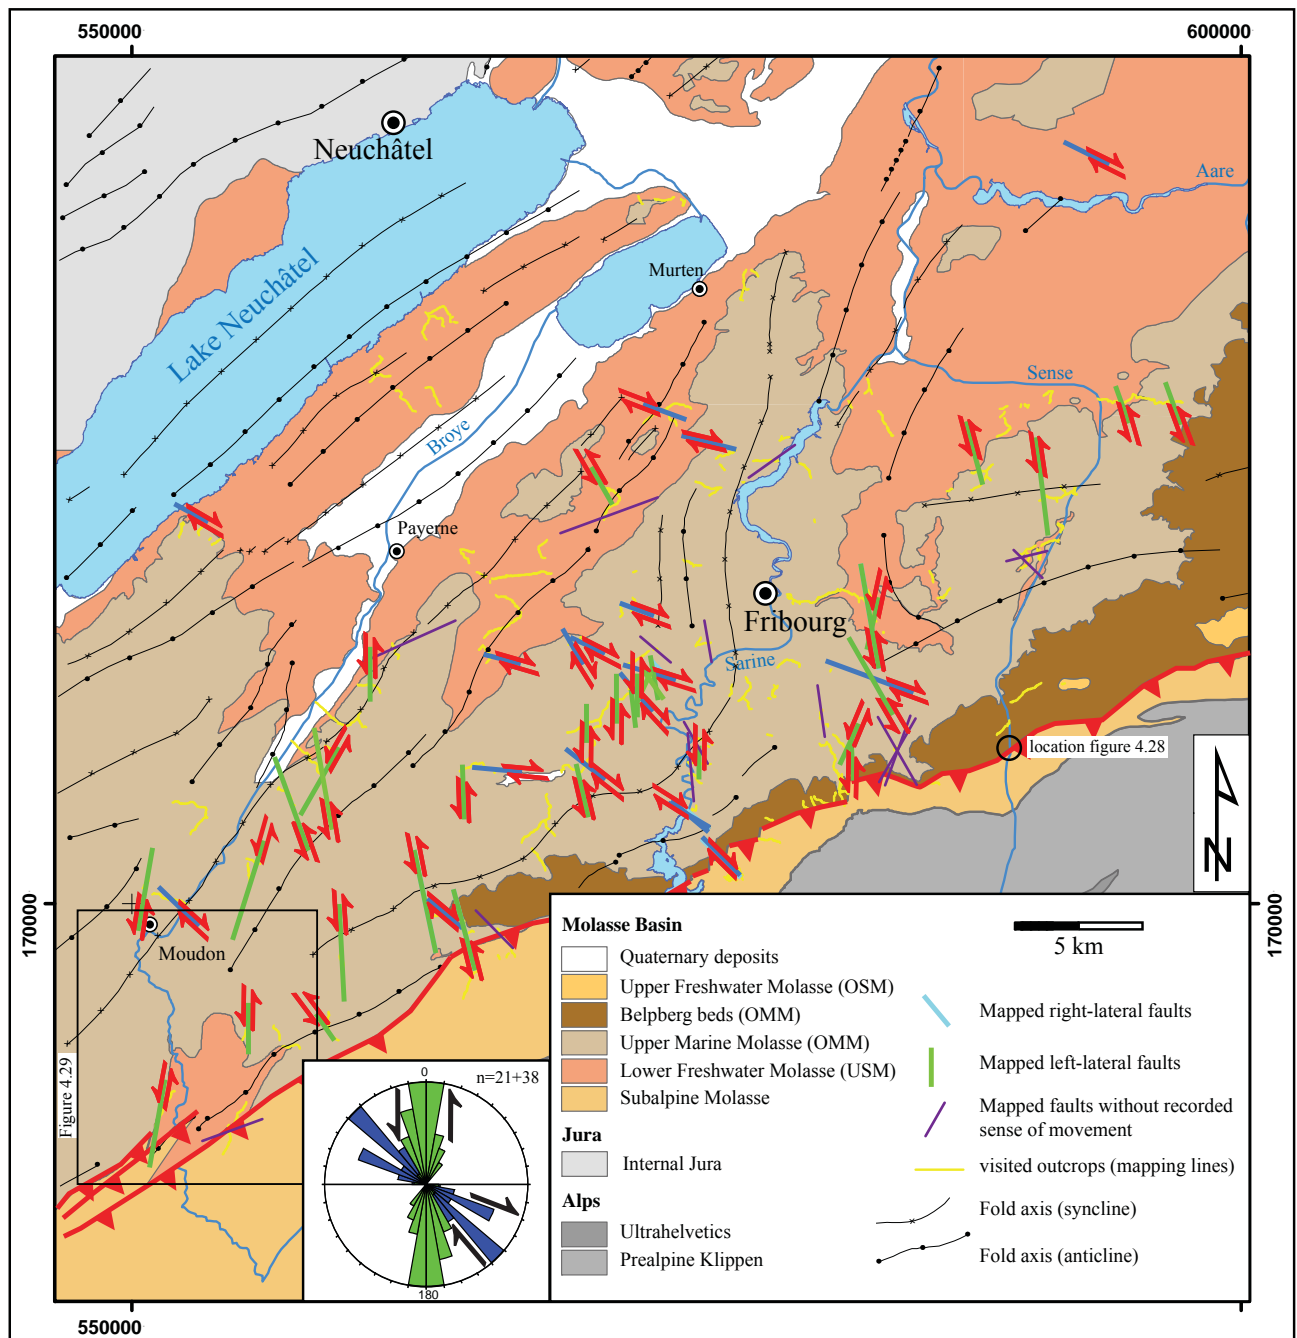 550000
600000
Neuchâtel
Aare
Lake Neuchâtel
Murten
Sense
Broye
Payerne
Fribourg
Sarine
location figure 4.28
N
170000
170000
Moudon
Figure 4.29
0
n=21+38
180
Molasse Basin
Quaternary deposits
Upper Freshwater Molasse (OSM)
Belpberg beds (OMM)
Upper Marine Molasse (OMM)
Lower Freshwater Molasse (USM)
Subalpine Molasse
Jura
Internal Jura
Alps
Ultrahelvetics
Prealpine Klippen
5 km
Mapped right-lateral faults
Mapped left-lateral faults
Mapped faults without recorded
sense of movement
visited outcrops (mapping lines)
Fold axis (syncline)
Fold axis (anticline)
550000